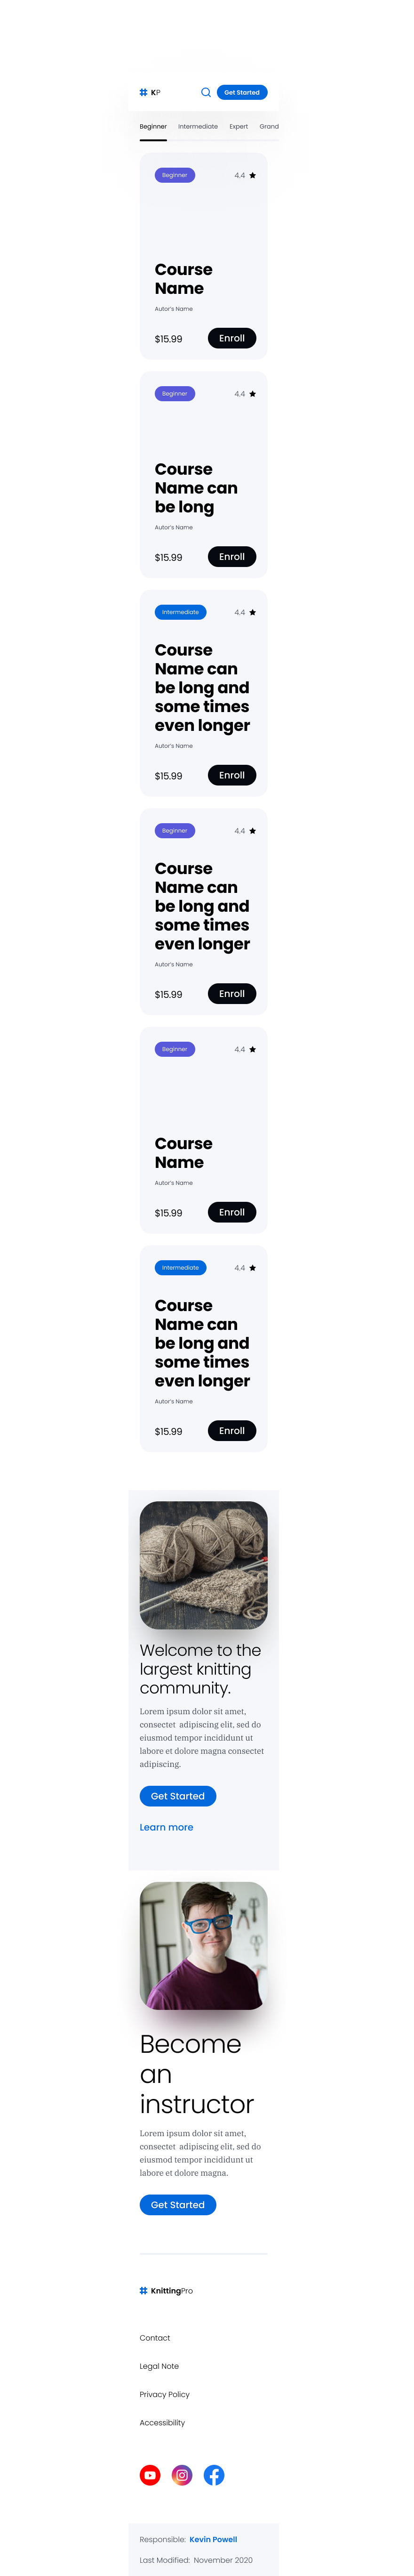 KP
Get Started
Beginner Intermediate Expert Grand
Beginner 4.4
Course
Name
Autor's Name
$15.99 Enroll
Beginner 4.4
Course
Name can
be long
Autor's Name
$15.99 Enroll
Intermediate 4.4
Course
Name can
be long and
some times
even longer
Autor's Name
$15.99 Enroll
Beginner 4.4
Course
Name can
be long and
some times
even longer
Autor's Name
$15.99 Enroll
Beginner 4.4
Course
Name
Autor's Name
$15.99 Enroll
Intermediate 4.4
Course
Name can
be long and
some times
even longer
Autor's Name
$15.99 Enroll
Welcome to the
largest knitting
community.
Lorem ipsum dolor sit amet,
consectet adipiscing elit, sed do
eiusmod tempor incididunt ut
labore et dolore magna consectet
adipiscing.
Get Started
Learn more
Become
an
instructor
Lorem ipsum dolor sit amet,
consectet adipiscing elit, sed do
eiusmod tempor incididunt ut
labore et dolore magna.
Get Started
KnittingPro
Contact
Legal Note
Privacy Policy
Accessibility
Responsible: Kevin Powell
Last Modified: November 2020